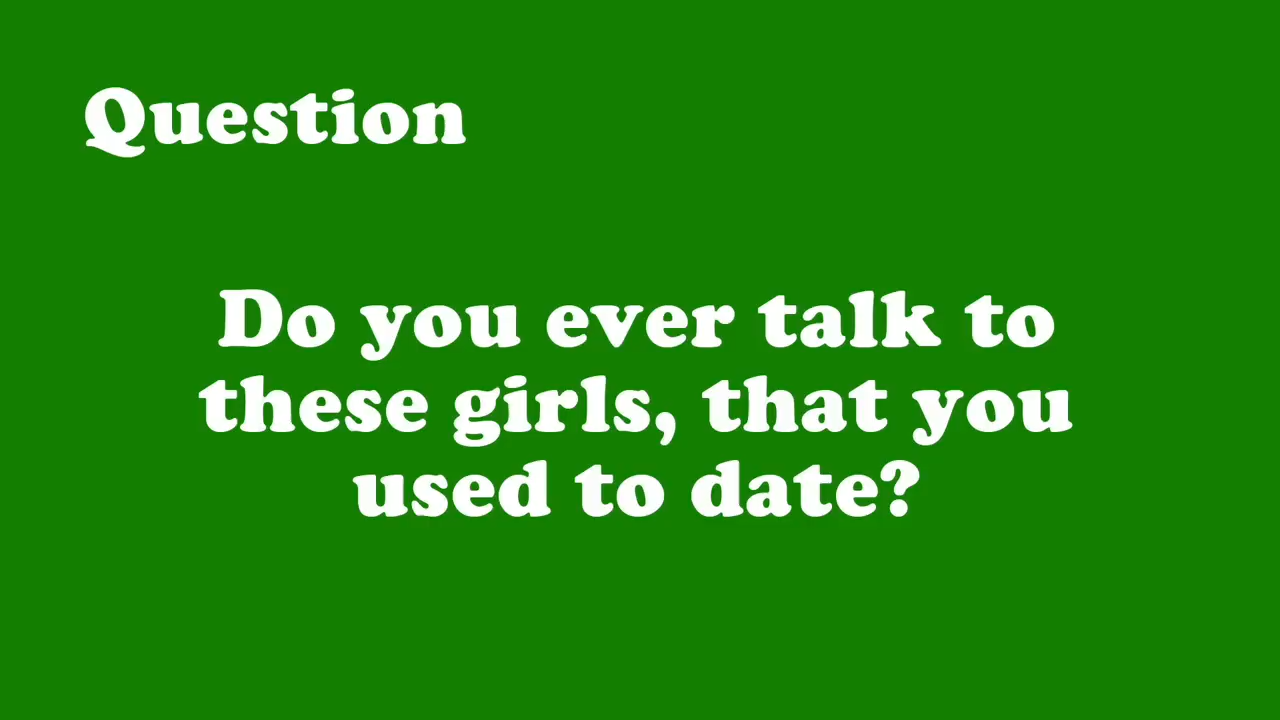 Question
Do you ever talk to
these girls, that you
used to date?